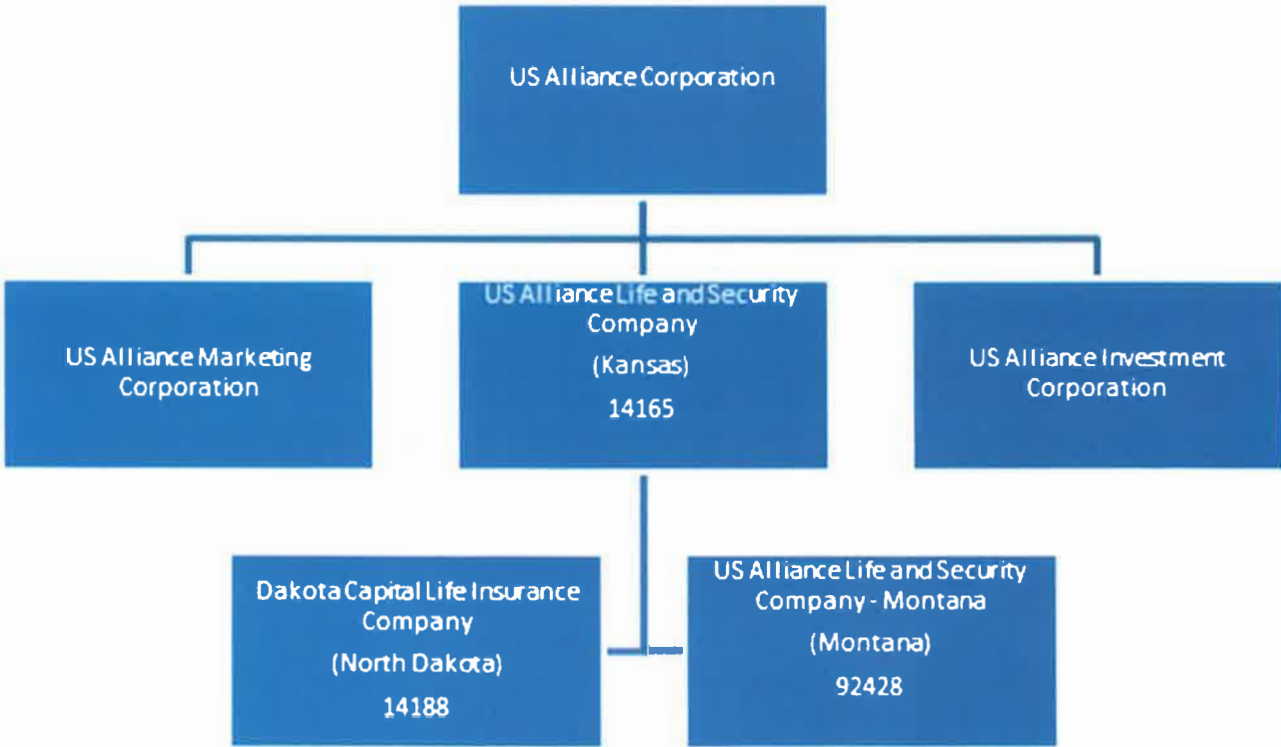 US Alliance Corporation
US Alliance Marketing
Corporation
US Alliance Life and Security
Company
(Kansas)
14165
US Alliance Investment
Corporation
Dakota Capital Life Insurance
Company
(North Dakota)
14188
US Alliance Life and Security
Company - Montana
(Montana)
92428